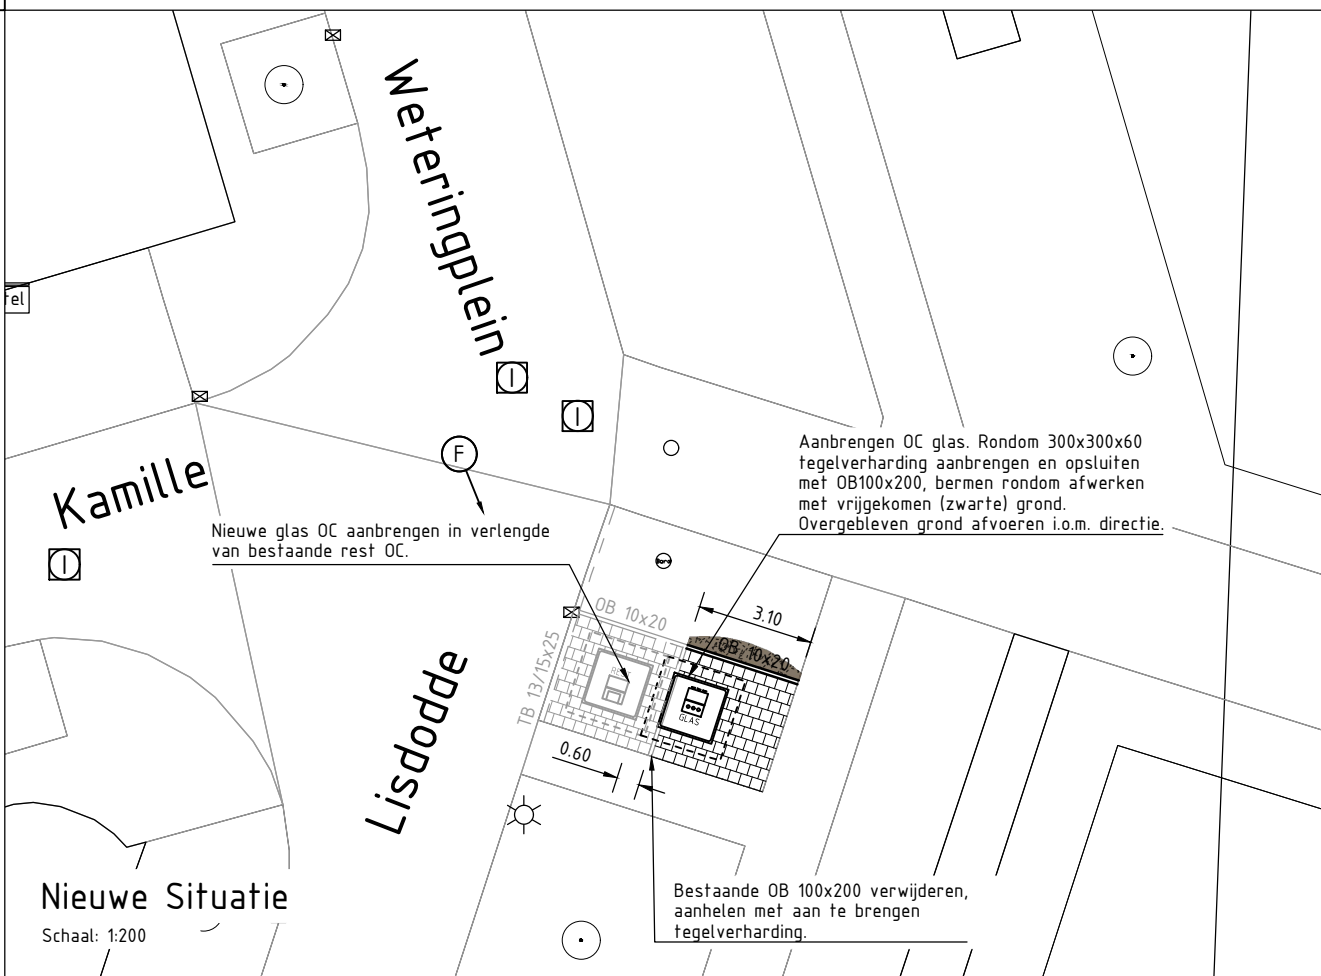 Weteringplein
tel
Kamille
F
Nieuwe glas OC aanbrengen in verlengde
van bestaande rest OC.
Aanbrengen OC glas. Rondom 300x300x60
tegelverharding aanbrengen en opsluiten
met OB100x200, bermen rondom afwerken
met vrijgekomen (zwarte) grond.
Overgebleven grond afvoeren i.o.m. directie.
OB 10x20
3.10
OB 10x20
TB 13/15x25
GLAS
0.60
Lisdodde
Bestaande OB 100x200 verwijderen,
aanhelen met aan te brengen
tegelverharding.
Nieuwe Situatie
Schaal: 1:200